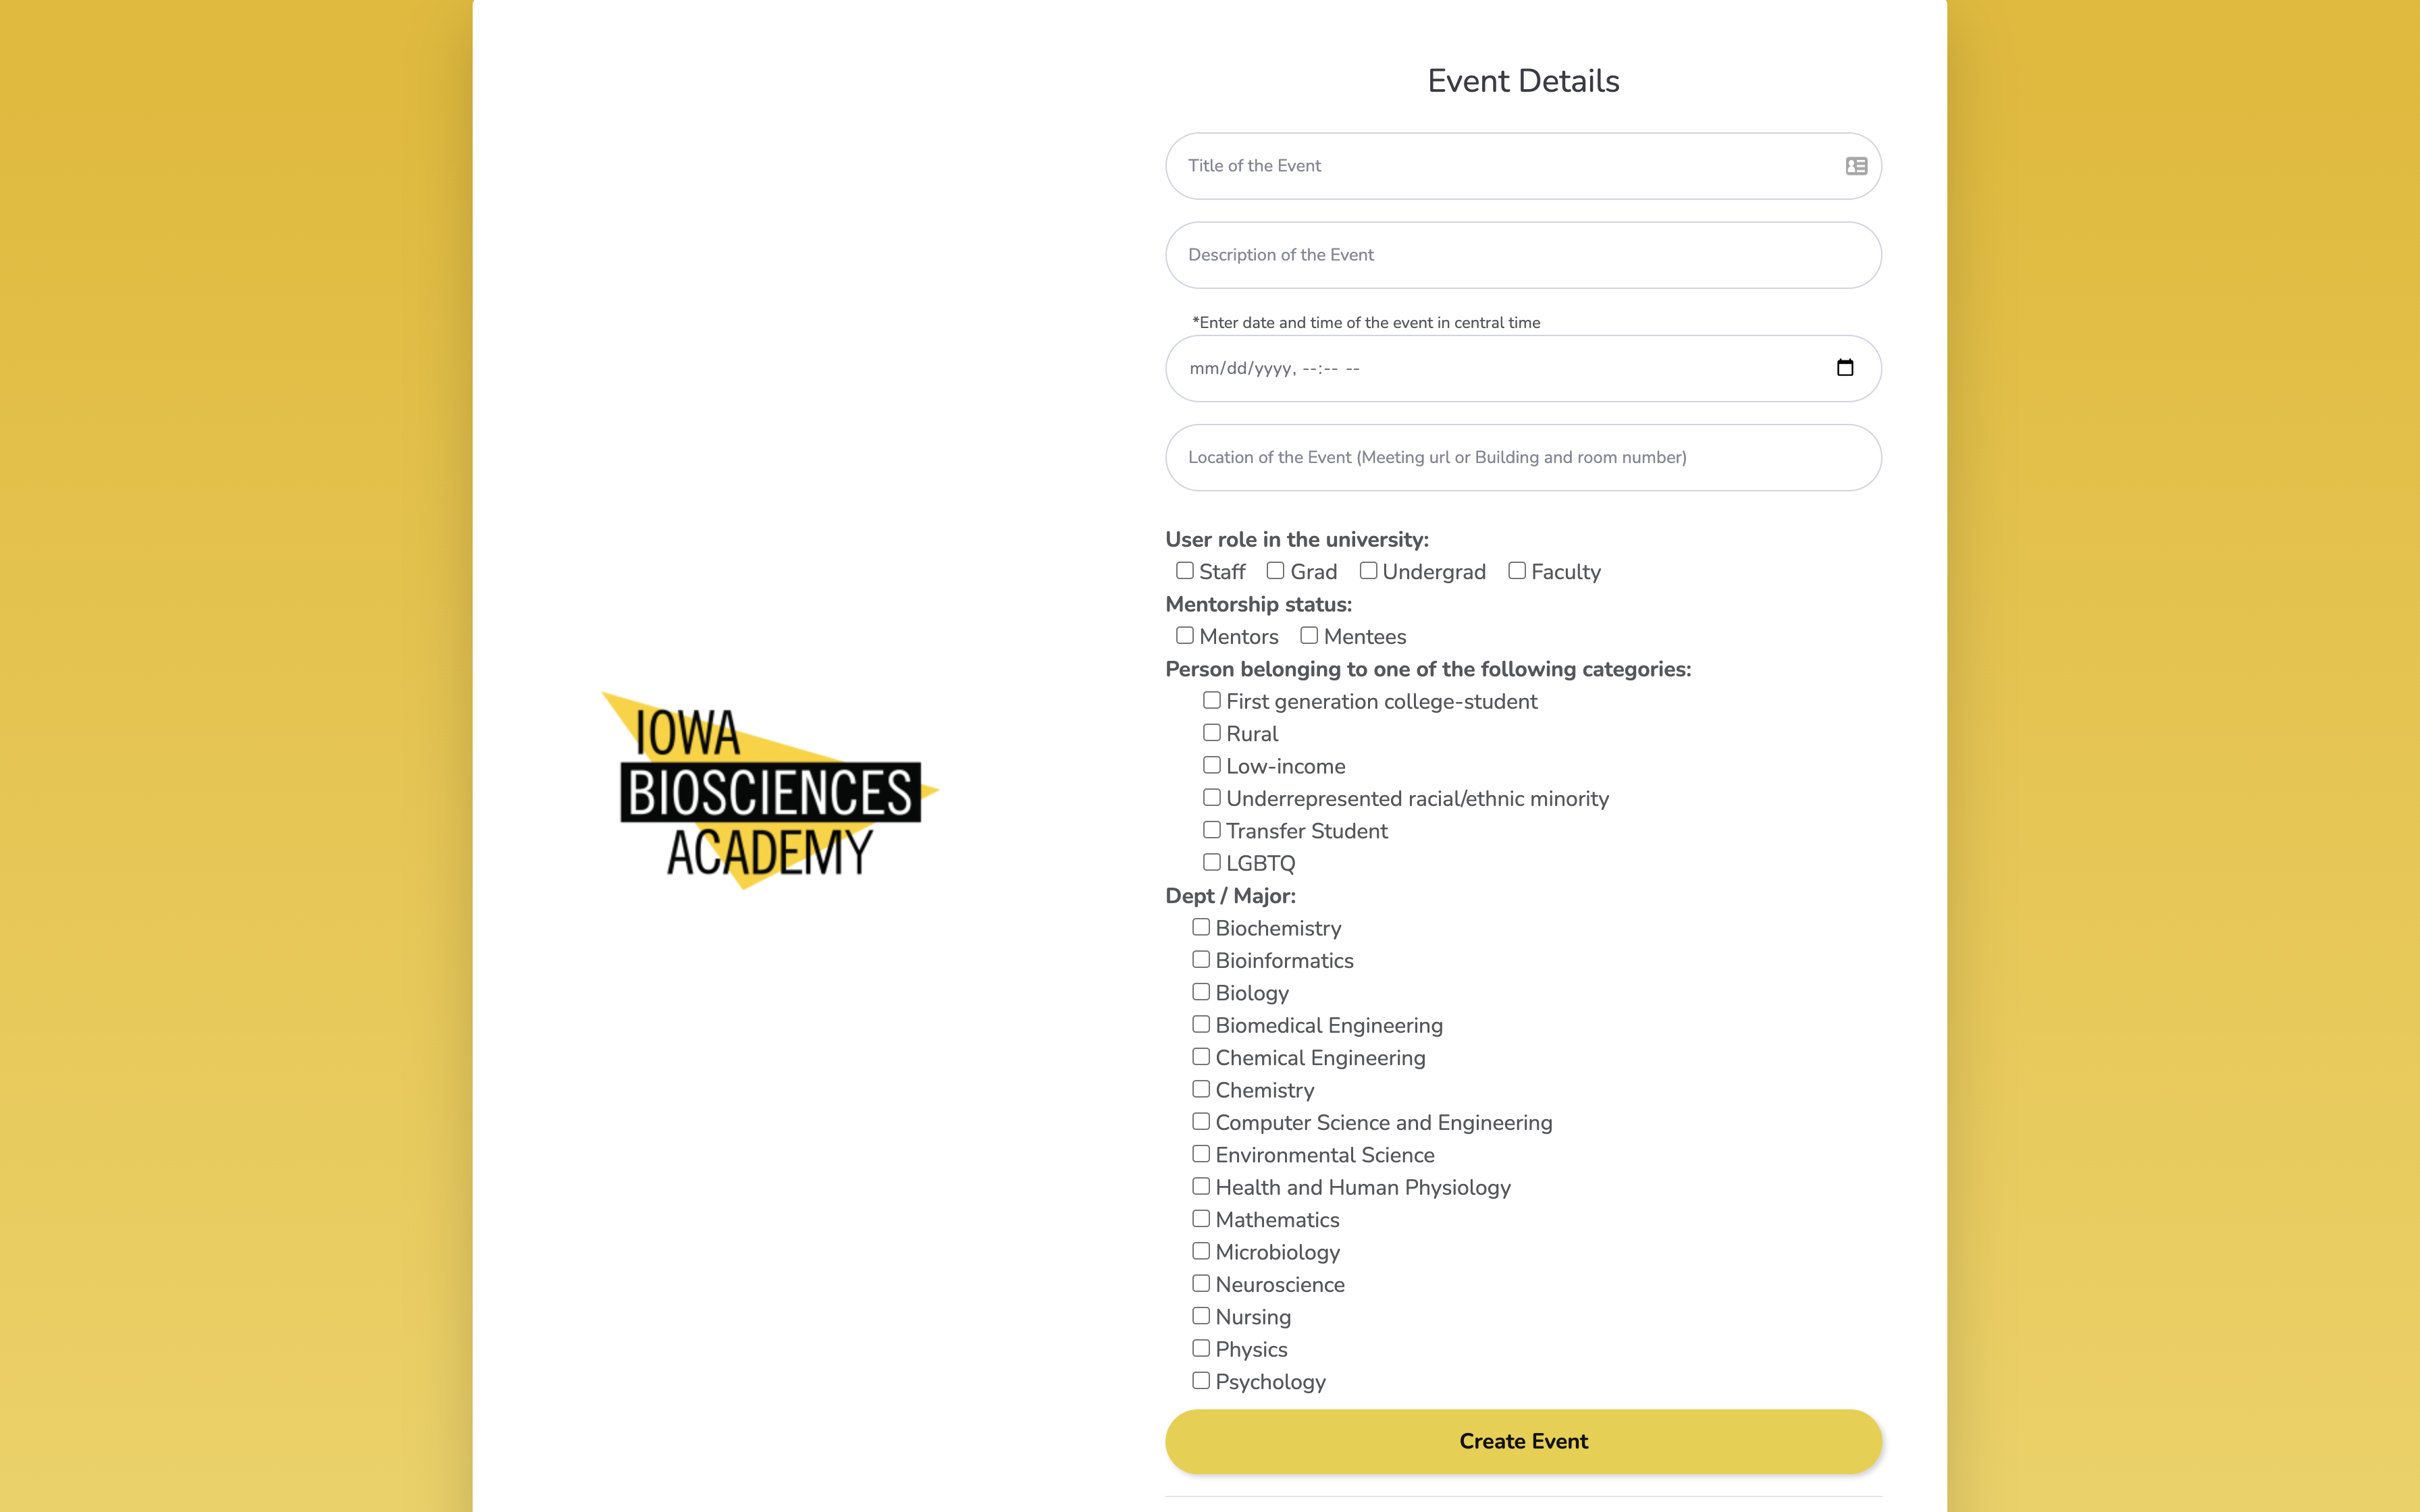 Event Details
Title of the Event
Description of the Event
*Enter date and time of the event in central time
mm/dd/yyyy, --:-- --
Location of the Event (Meeting url or Building and room number)
User role in the university:
Staff Grad Undergrad Faculty
Mentorship status:
Mentors Mentees
Person belonging to one of the following categories:
First generation college-student
Rural
Low-income
Underrepresented racial/ethnic minority
Transfer Student
LGBTQ
Dept / Major:
Biochemistry
Bioinformatics
Biology
Biomedical Engineering
Chemical Engineering
Chemistry
Computer Science and Engineering
Environmental Science
Health and Human Physiology
Mathematics
Microbiology
Neuroscience
Nursing
Physics
Psychology
Create Event
IOWA
BIOSCIENCES
ACADEMY